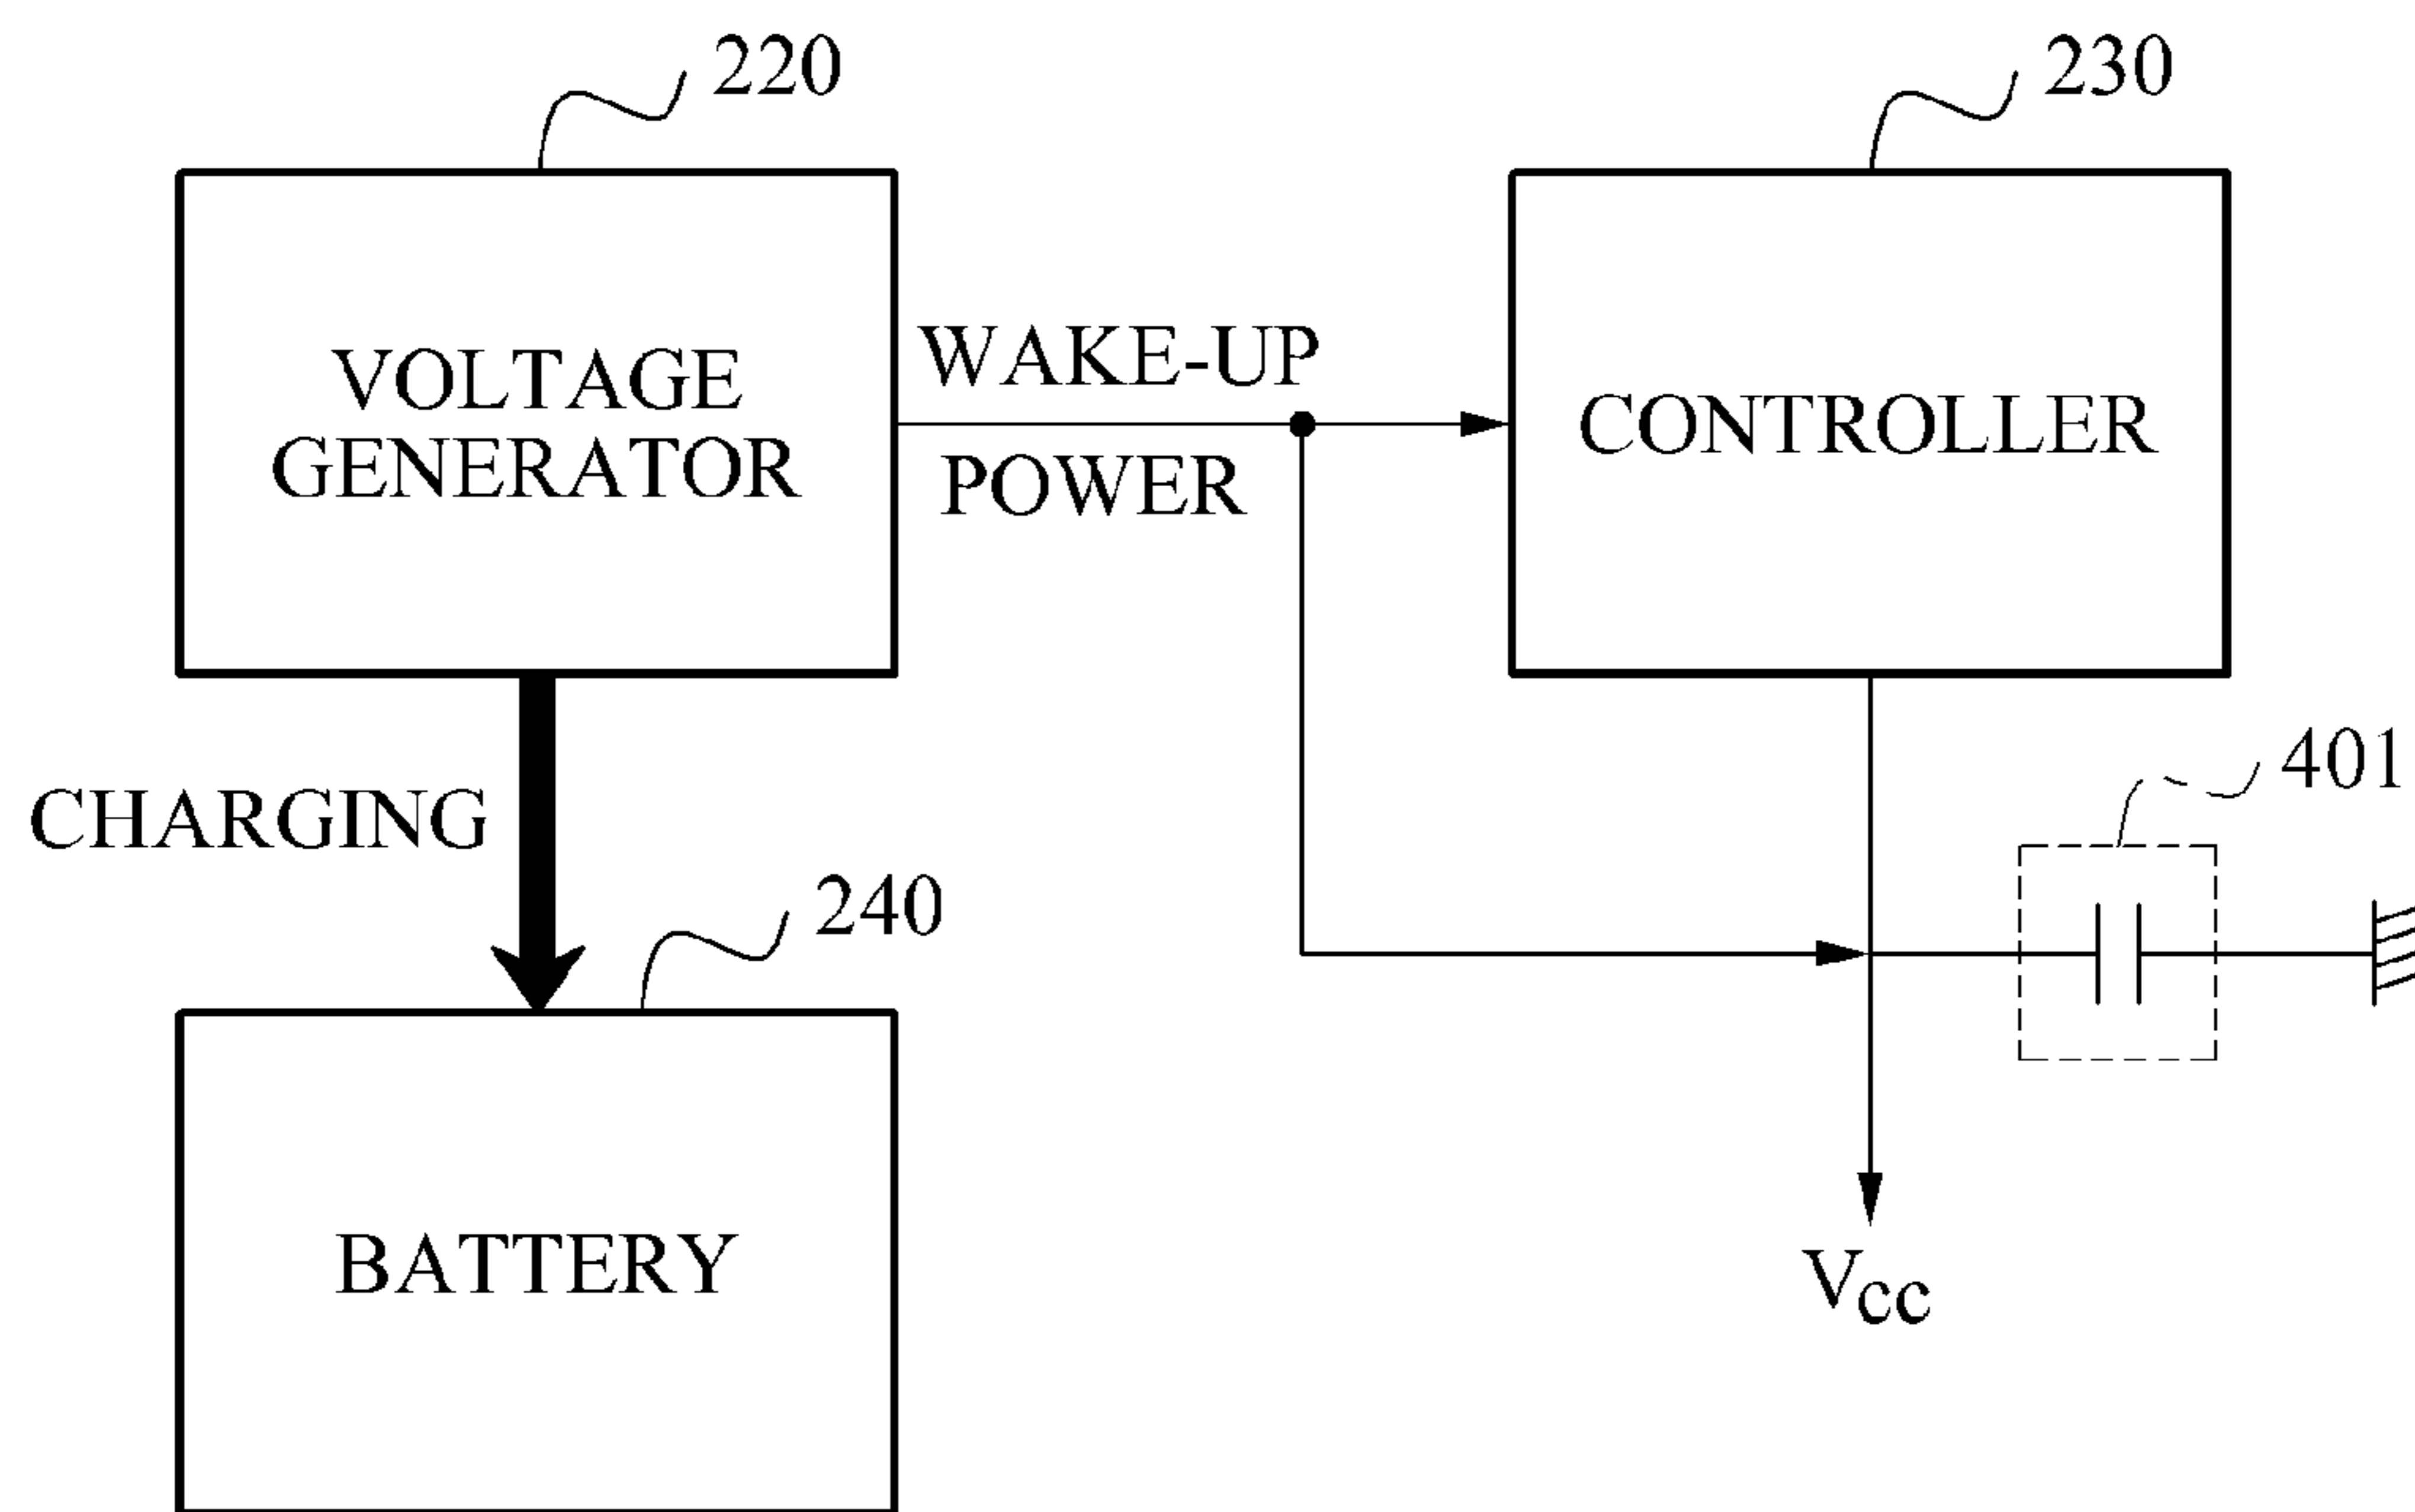 220
230
VOLTAGE
GENERATOR
WAKE-UP
POWER
CONTROLLER
CHARGING
401
240
BATTERY
Vcc